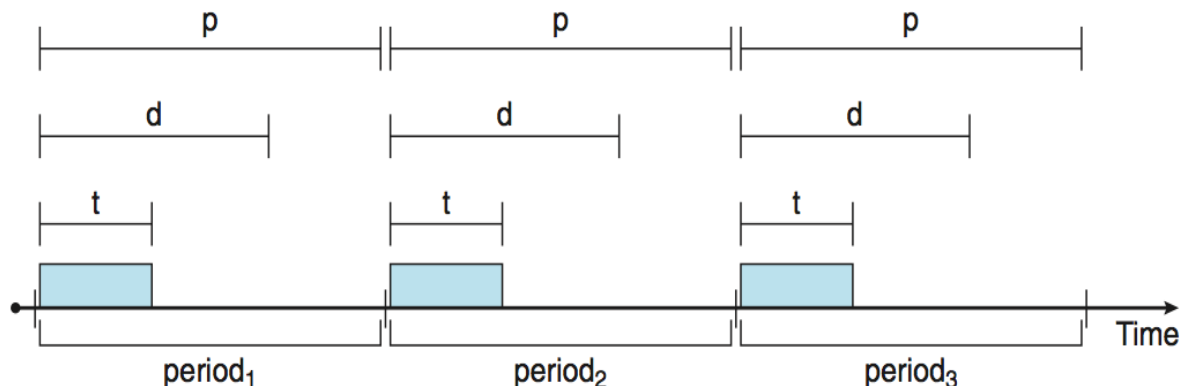 p p p
d d d
t t t
Time
period₁ period₂ period₃